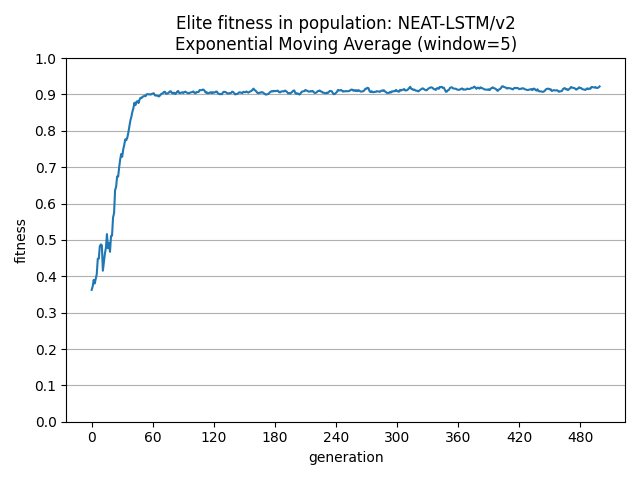 Elite fitness in population: NEAT-LSTM/v2
Exponential Moving Average (window=5)
1.0
0.9
0.8
0.7
0.6
0.5
0.4
0.3
0.2
0.1
0.0
fitness
0 60 120 180 240 300 360 420 480
generation